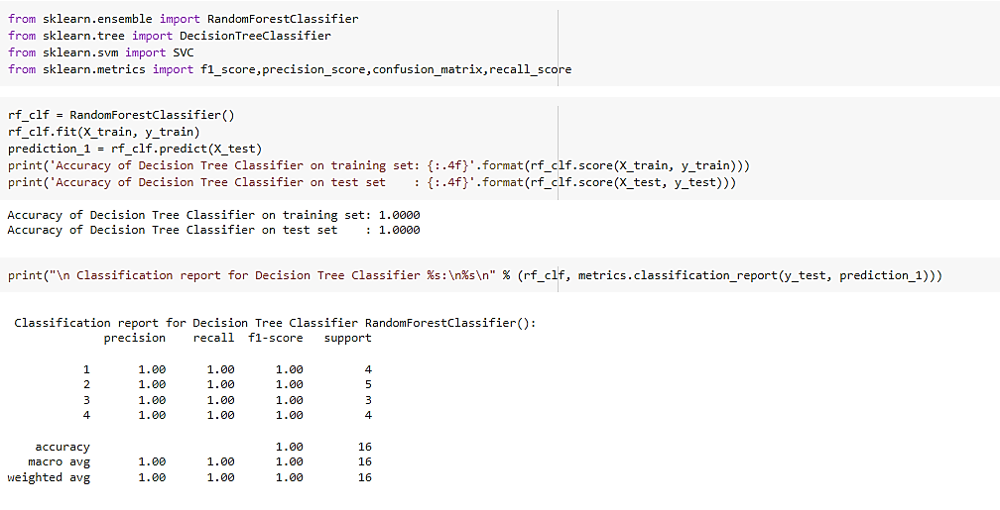 from sklearn.ensemble import RandomForestClassifier
from sklearn.tree import DecisionTreeClassifier
from sklearn.svm import SVC
from sklearn.metrics import f1_score,precision_score,confusion_matrix,recall_score
rf_clf = RandomForestClassifier()
rf_clf.fit(X_train, y_train)
prediction_1 = rf_clf.predict(X_test)
print('Accuracy of Decision Tree Classifier on training set: {:.4f}'.format(rf_clf.score(X_train, y_train)))
print('Accuracy of Decision Tree Classifier on test set    : {:.4f}'.format(rf_clf.score(X_test, y_test)))
Accuracy of Decision Tree Classifier on training set: 1.0000
Accuracy of Decision Tree Classifier on test set    : 1.0000
print("\n Classification report for Decision Tree Classifier %s:\n%s\n" % (rf_clf, metrics.classification_report(y_test, prediction_1)))
Classification report for Decision Tree Classifier RandomForestClassifier():
precision    recall  f1-score   support
1       1.00      1.00      1.00         4
2       1.00      1.00      1.00         5
3       1.00      1.00      1.00         3
4       1.00      1.00      1.00         4
accuracy                           1.00        16
macro avg       1.00      1.00      1.00        16
weighted avg       1.00      1.00      1.00        16